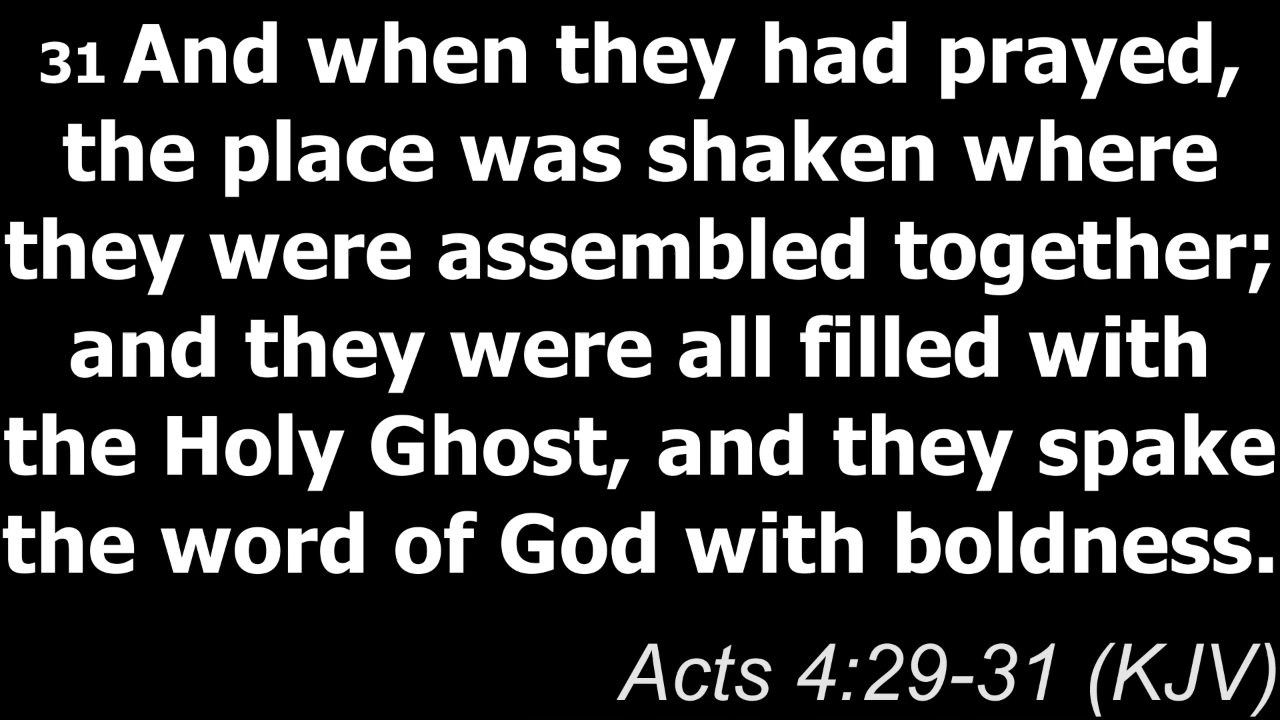 31 And when they had prayed,
the place was shaken where
they were assembled together;
and they were all filled with
the Holy Ghost, and they spake
the word of God with boldness.
Acts 4:29-31 (KJV)